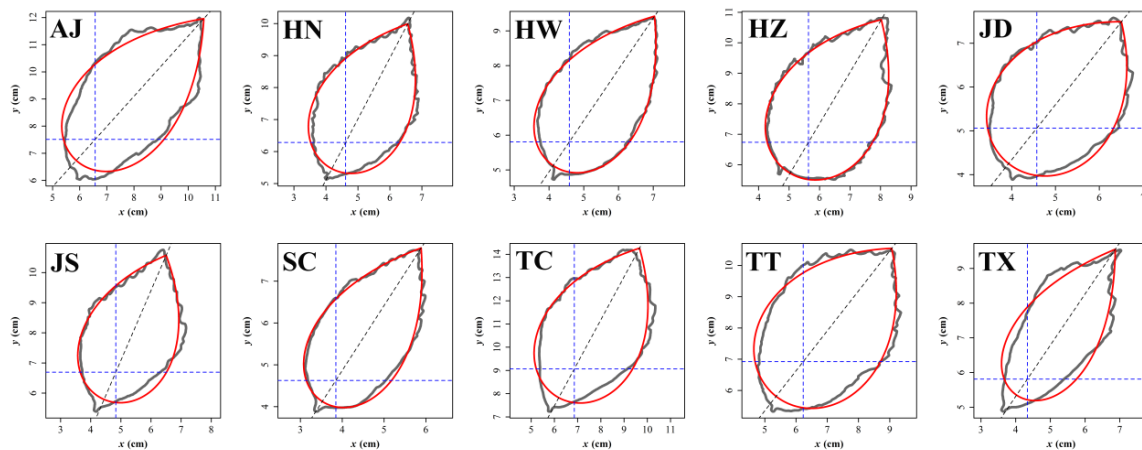 AJ
12
11
10
9
8
7
6
y (cm)
5 6 7 8 9 10 11
x (cm)
HN
10
9
8
7
6
5
y (cm)
3 4 5 6 7
x (cm)
HW
9
8
7
6
5
y (cm)
3 4 5 6 7
x (cm)
HZ
11
10
9
8
7
6
y (cm)
4 5 6 7 8 9
x (cm)
JD
7
6
5
4
y (cm)
4 5 6 7
x (cm)
JS
10
9
8
7
6
y (cm)
3 4 5 6 7 8
x (cm)
SC
7
6
5
4
y (cm)
3 4 5 6
x (cm)
TC
14
13
12
11
10
9
8
7
y (cm)
5 6 7 8 9 10 11
x (cm)
TT
10
9
8
7
6
y (cm)
5 6 7 8 9
x (cm)
TX
9
8
7
6
5
y (cm)
3 4 5 6 7
x (cm)